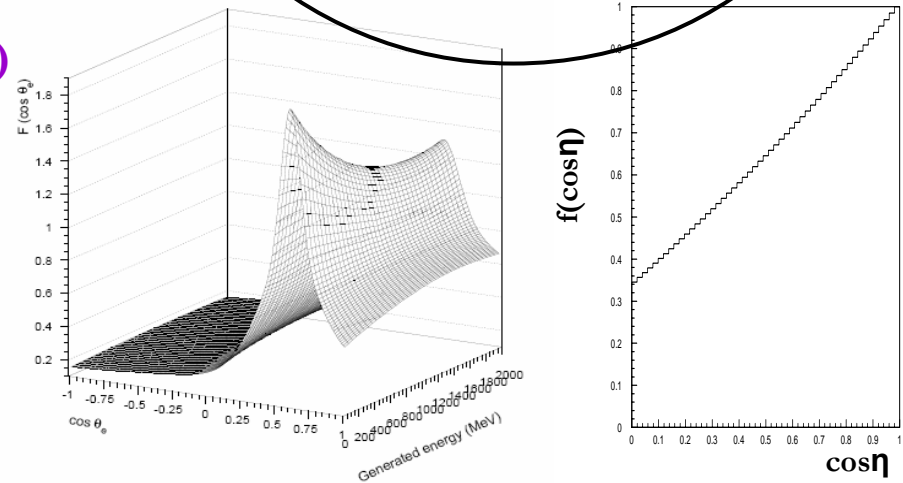 )
F (cos θe)
1.8
1.6
1.4
1.2
1
0.8
0.6
0.4
0.2
-1 -0.75 -0.5 -0.25 0 0.25 0.5 0.75 1
cos θe
0 200 400 600 800 1000 1200 1400 1600 1800 2000
Generated energy (MeV)
f(cosη)
1
0.9
0.8
0.7
0.6
0.5
0.4
0.3
0.2
0.1
0
0 0.1 0.2 0.3 0.4 0.5 0.6 0.7 0.8 0.9 1
cosη